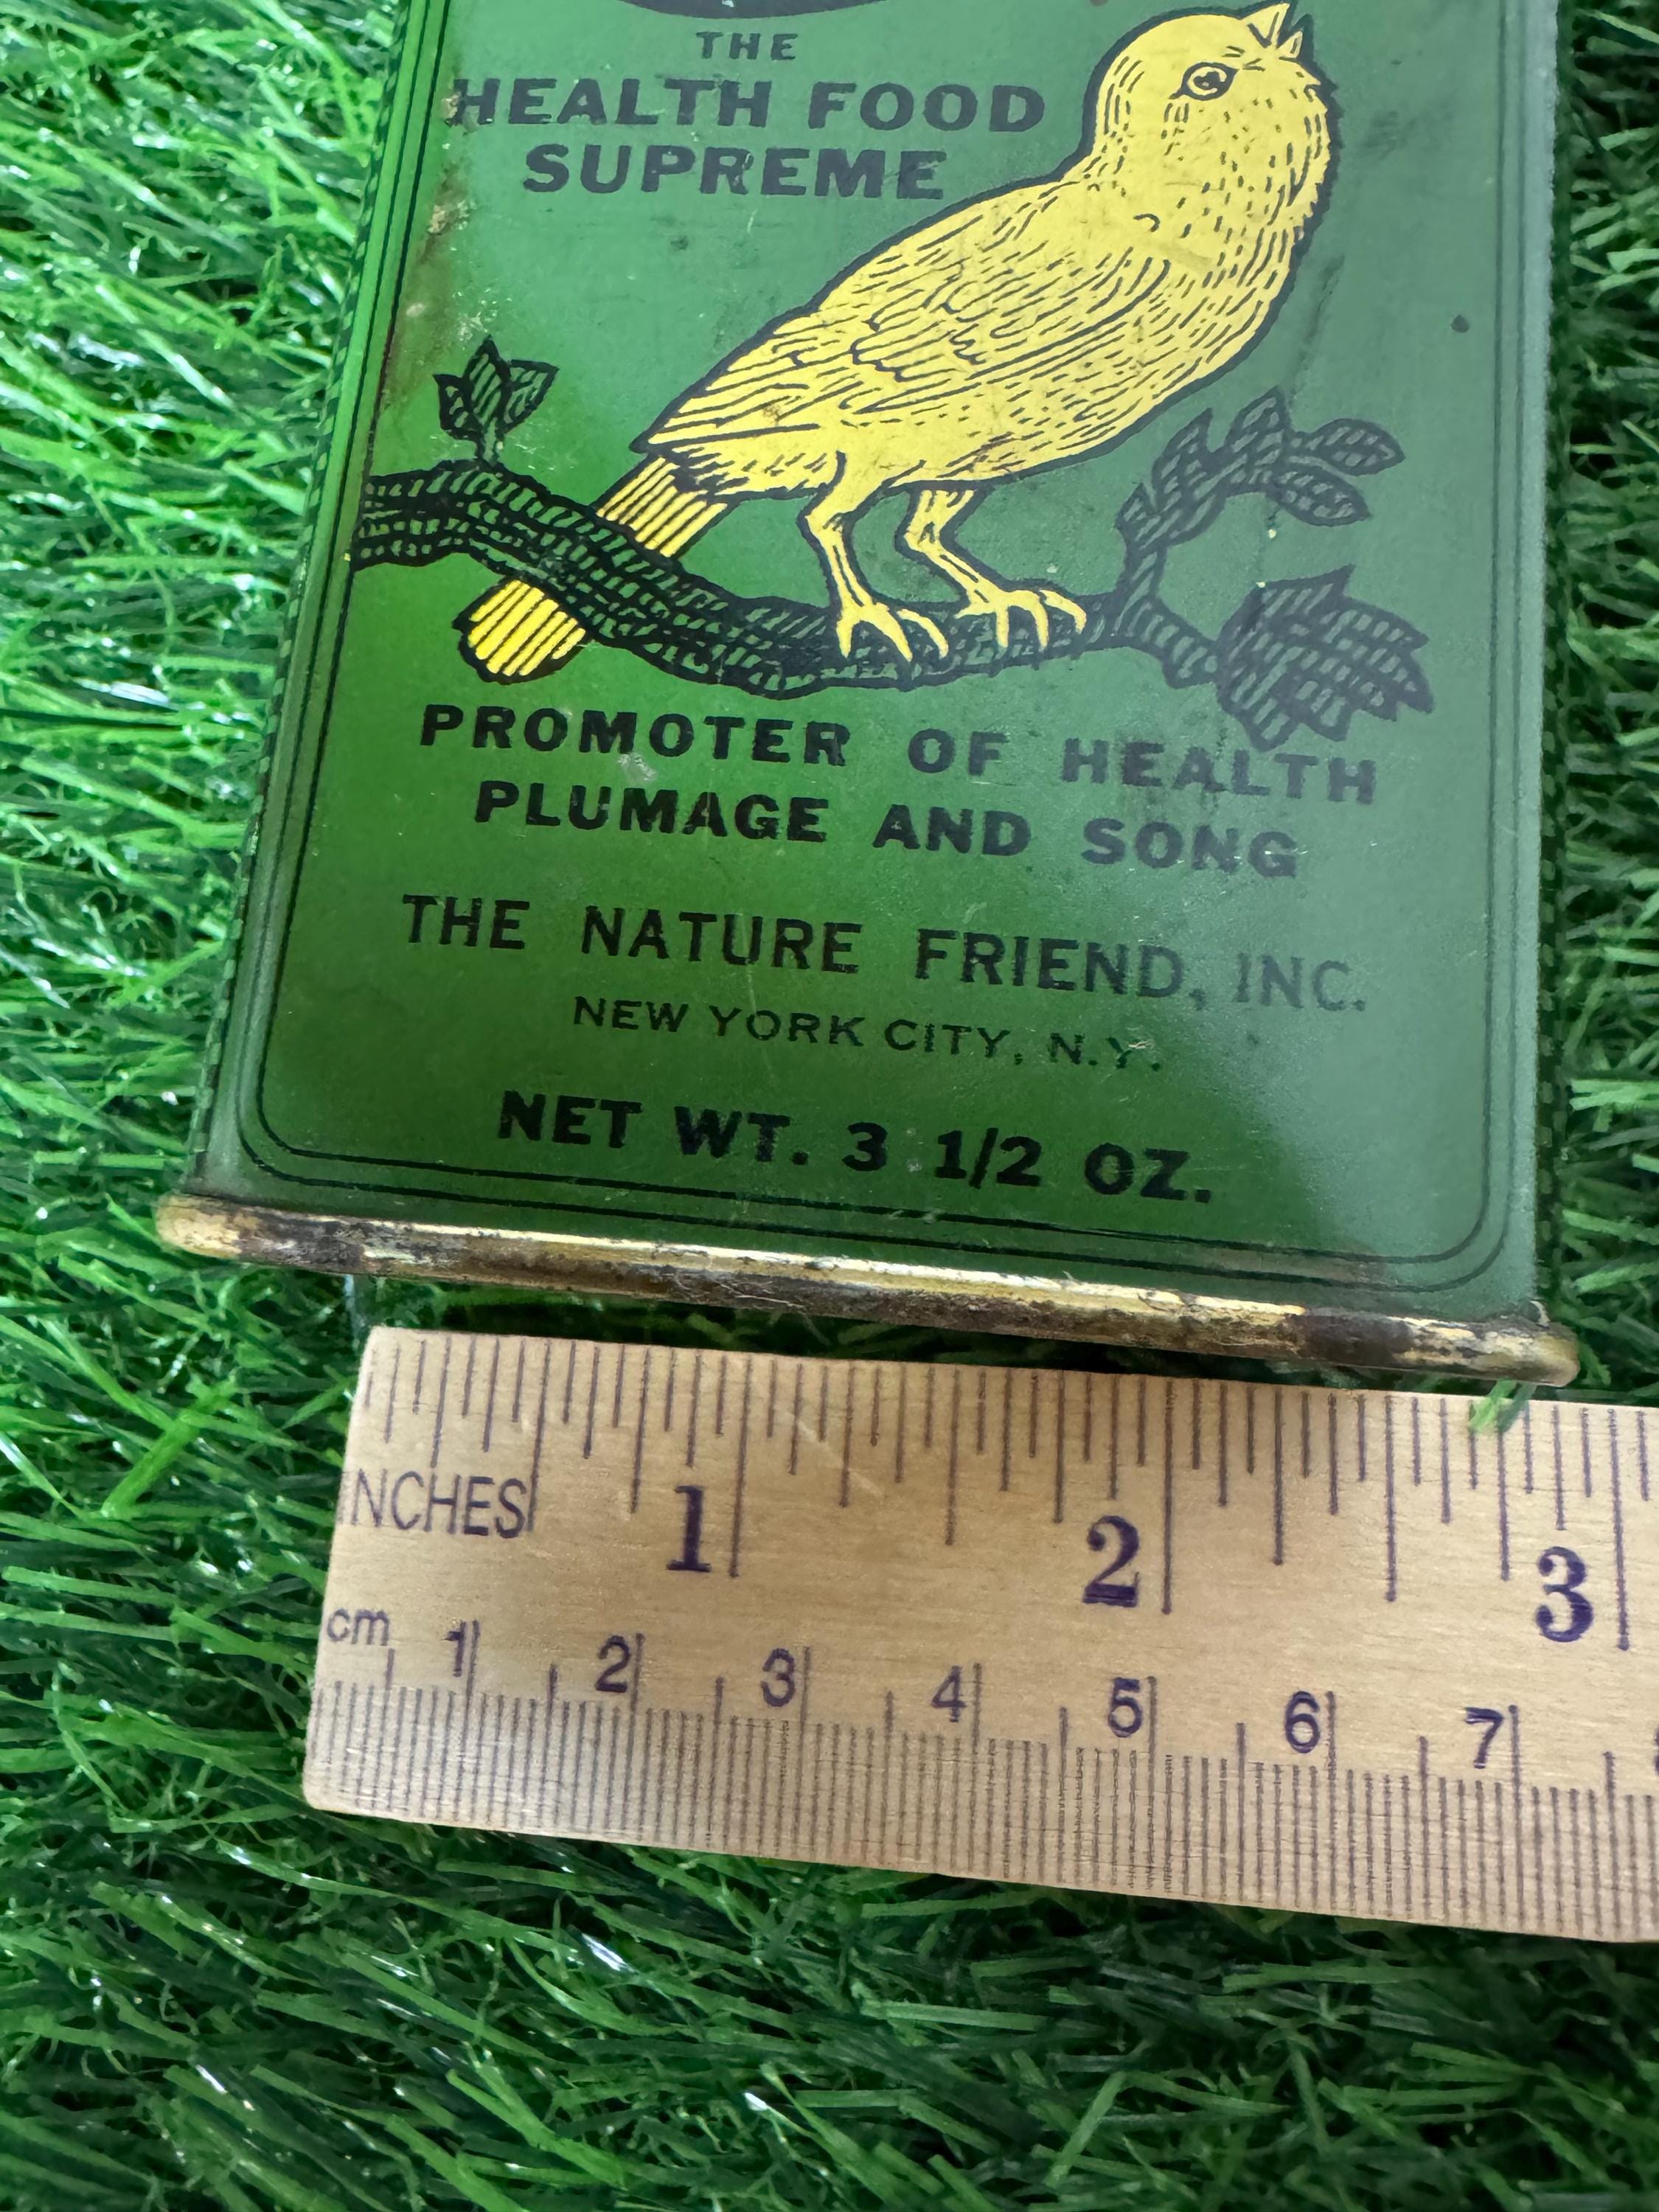 THE
HEALTH FOOD
SUPREME
PROMOTER OF HEALTH
PLUMAGE AND SONG
THE NATURE FRIEND, INC.
NEW YORK CITY, N.Y.
NET WT. 3 1/2 OZ.
INCHES 1 2 3
cm 1 2 3 4 5 6 7